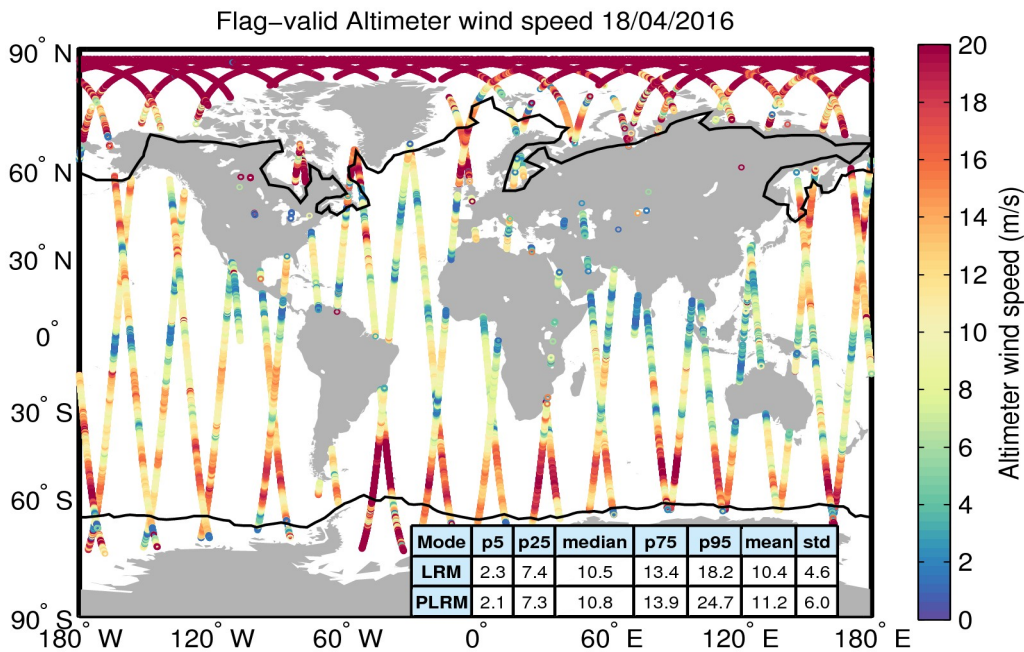 Flag−valid Altimeter wind speed 18/04/2016
90° N
60° N
30° N
0°
30° S
60° S
90° S
180° W
120° W
60° W
0°
60° E
120° E
180° E
Mode p5 p25 median p75 p95 mean std
LRM 2.3 7.4 10.5 13.4 18.2 10.4 4.6
PLRM 2.1 7.3 10.8 13.9 24.7 11.2 6.0
20
18
16
14
12
10
8
6
4
2
0
Altimeter wind speed (m/s)